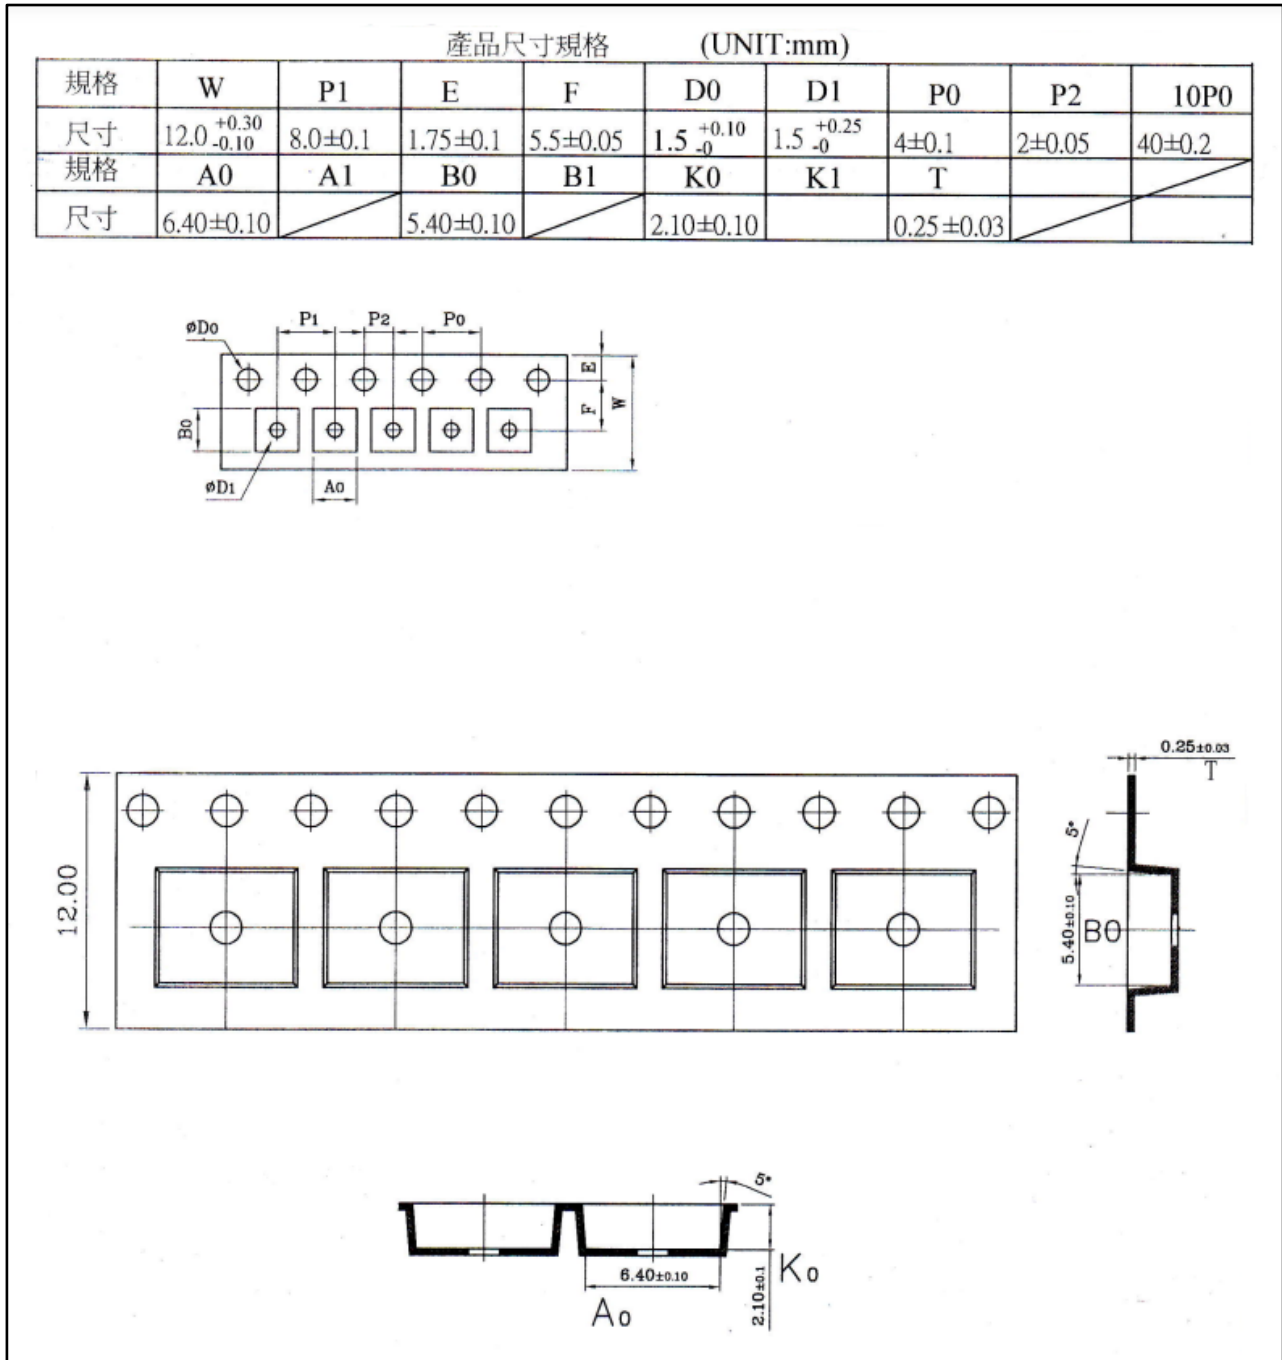 產品尺寸規格 (UNIT:mm)
規格 W P1 E F D0 D1 P0 P2 10P0
尺寸 12.0 +0.30 -0.10 8.0±0.1 1.75±0.1 5.5±0.05 1.5 +0.10 -0 1.5 +0.25 -0 4±0.1 2±0.05 40±0.2
規格 A0 A1 B0 B1 K0 K1 T
尺寸 6.40±0.10 5.40±0.10 2.10±0.10 0.25±0.03
øD0 P1 P2 P0
E
F
W
B0
øD1 A0
0.25±0.03
T
12.00
5°
5.40±0.10
B0
5°
6.40±0.10
A0
2.10±0.1
K0